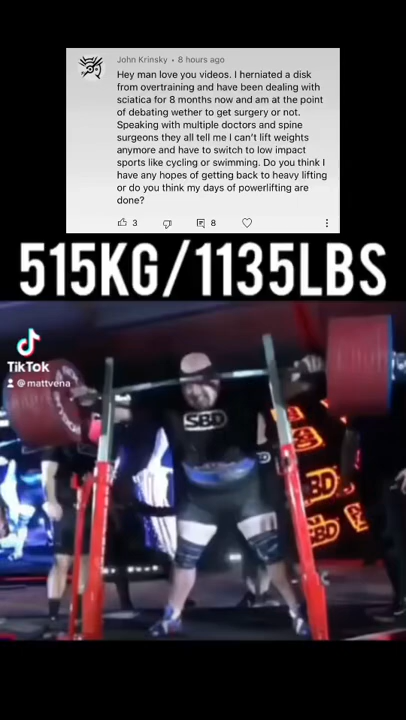 John Krinsky • 8 hours ago
Hey man love you videos. I herniated a disk
from overtraining and have been dealing with
sciatica for 8 months now and am at the point
of debating wether to get surgery or not.
Speaking with multiple doctors and spine
surgeons they all tell me I can't lift weights
anymore and have to switch to low impact
sports like cycling or swimming. Do you think I
have any hopes of getting back to heavy lifting
or do you think my days of powerlifting are
done?
3 8
515KG/1135LBS
TikTok
@mattvena
SBD
SBD
SBD